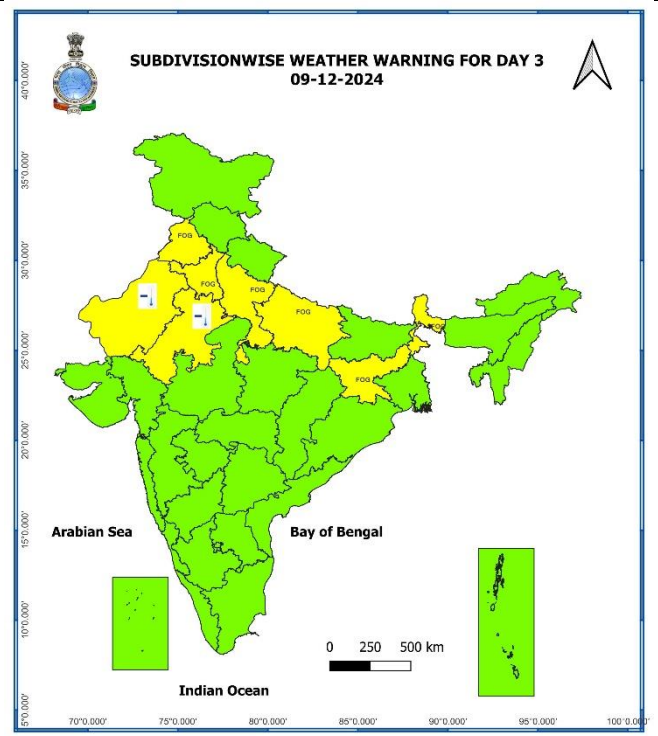 SUBDIVISIONWISE WEATHER WARNING FOR DAY 3
09-12-2024
40°0.000'
35°0.000'
30°0.000'
25°0.000'
20°0.000'
15°0.000'
10°0.000'
5°0.000'
FOG
FOG
FOG
FOG
FOG
FOG
Arabian Sea
Bay of Bengal
0 250 500 km
Indian Ocean
70°0.000' 75°0.000' 80°0.000' 85°0.000' 90°0.000' 95°0.000' 100°0.000'